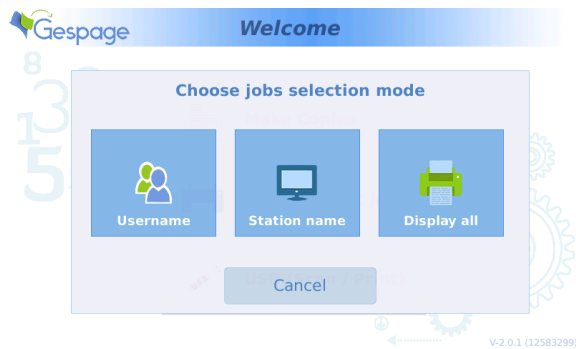 Gespage
Welcome
Choose jobs selection mode
Username
Station name
Display all
Cancel
V-2.0.1 (12583299)